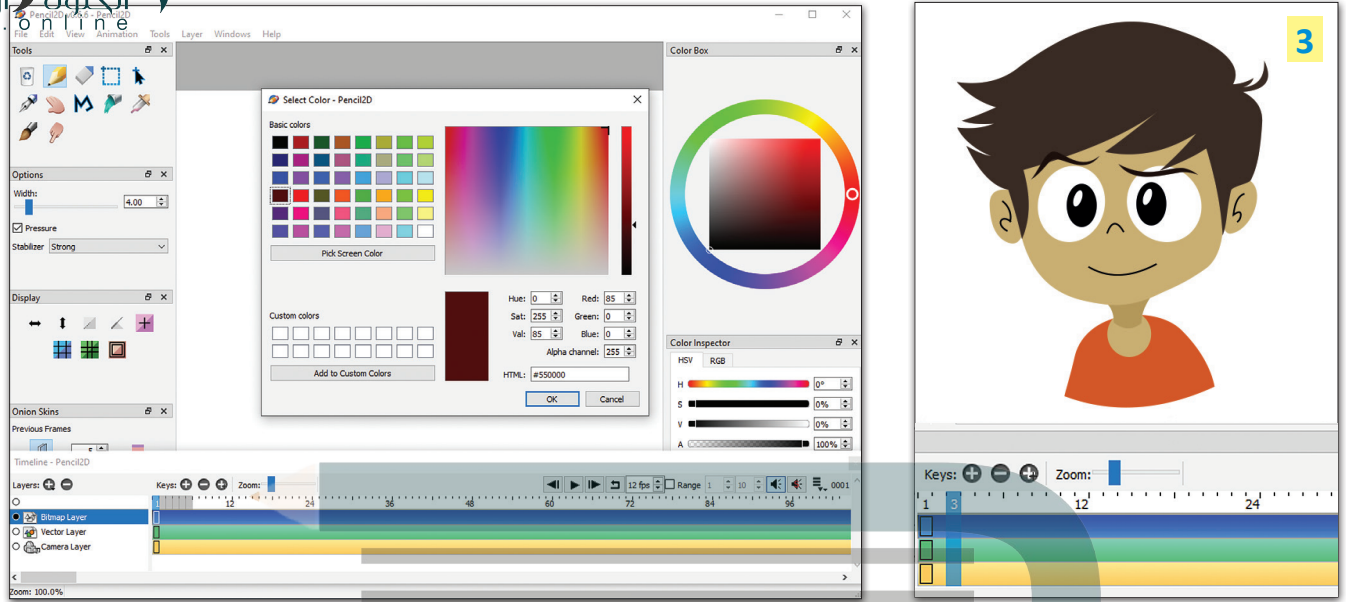 online
Pencil2D v0.6.6 - Pencil2D
File Edit View Animation Tools Layer Windows Help
Tools
Color Box
Select Color - Pencil2D
Basic colors
Pick Screen Color
Options
Width:
4.00
Pressure
Stabilizer Strong
Display
Hue: 0 Red: 85
Sat: 255 Green: 0
Val: 85 Blue: 0
Alpha channel: 255
HTML: #550000
Custom colors
Add to Custom Colors
OK Cancel
Color Inspector
HSV RGB
H 0°
S 0%
V 0%
A 100%
Onion Skins
Previous Frames
5
Timeline - Pencil2D
Layers: Keys: Zoom: 12 fps Range 1 10 0001
1 12 24 36 48 60 72 84 96
Bitmap Layer
Vector Layer
Camera Layer
Zoom: 100.0%
3
Keys: Zoom:
1 3 12 24